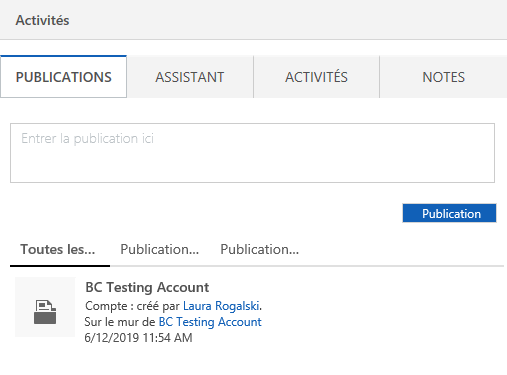 Activités
PUBLICATIONS ASSISTANT ACTIVITÉS NOTES
Entrer la publication ici
Publication
Toutes les... Publication... Publication...
BC Testing Account
Compte : créé par Laura Rogalski.
Sur le mur de BC Testing Account
6/12/2019 11:54 AM